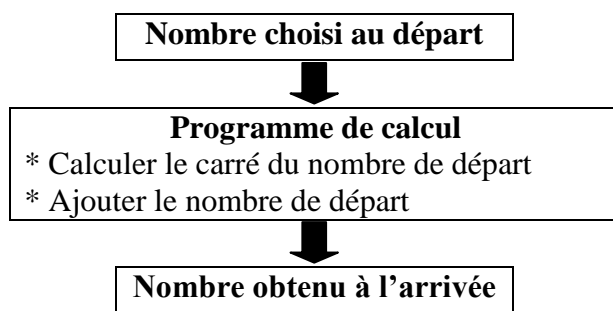 Nombre choisi au départ
Programme de calcul
* Calculer le carré du nombre de départ
* Ajouter le nombre de départ
Nombre obtenu à l’arrivée